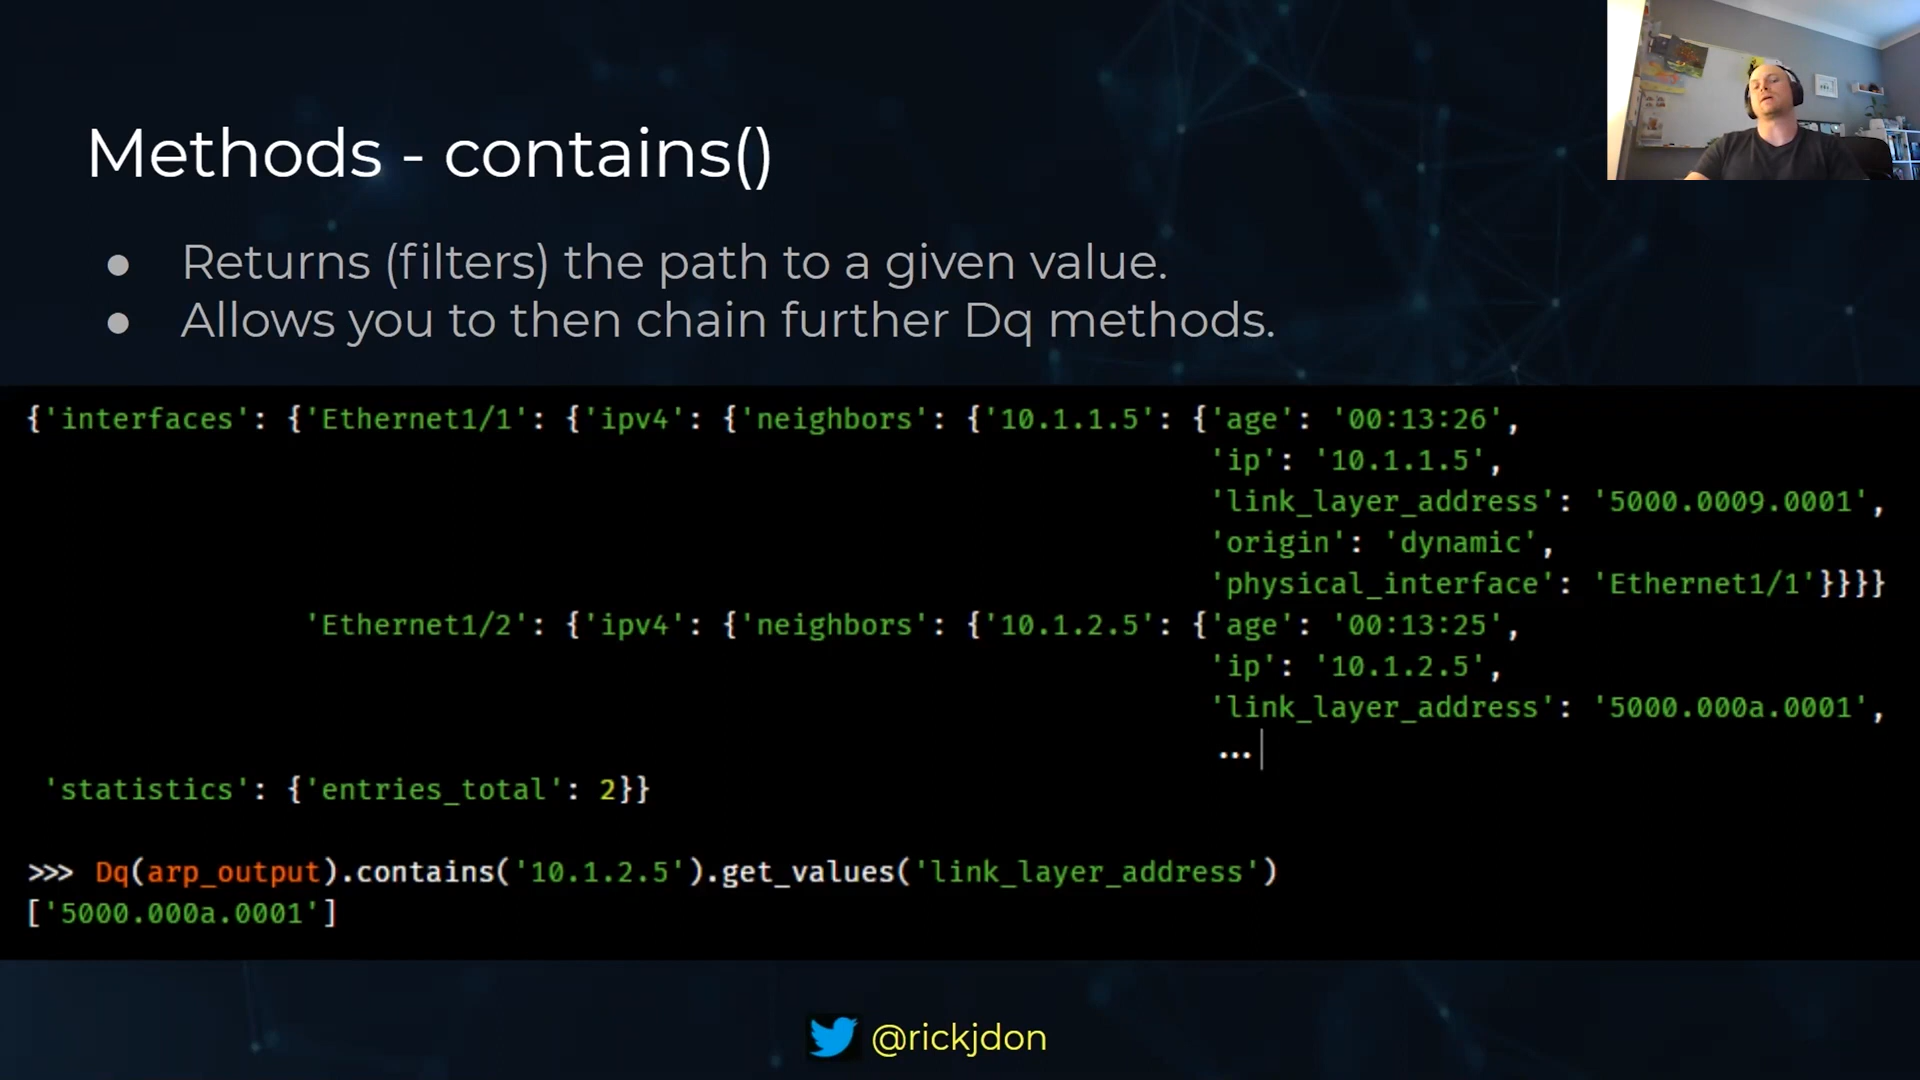 Methods - contains()
● Returns (filters) the path to a given value.
● Allows you to then chain further Dq methods.
{'interfaces': {'Ethernet1/1': {'ipv4': {'neighbors': {'10.1.1.5': {'age': '00:13:26',
'ip': '10.1.1.5',
'link_layer_address': '5000.0009.0001',
'origin': 'dynamic',
'physical_interface': 'Ethernet1/1'}}}}
'Ethernet1/2': {'ipv4': {'neighbors': {'10.1.2.5': {'age': '00:13:25',
'ip': '10.1.2.5',
'link_layer_address': '5000.000a.0001',
...
'statistics': {'entries_total': 2}}
>>> Dq(arp_output).contains('10.1.2.5').get_values('link_layer_address')
['5000.000a.0001']
@rickjdon